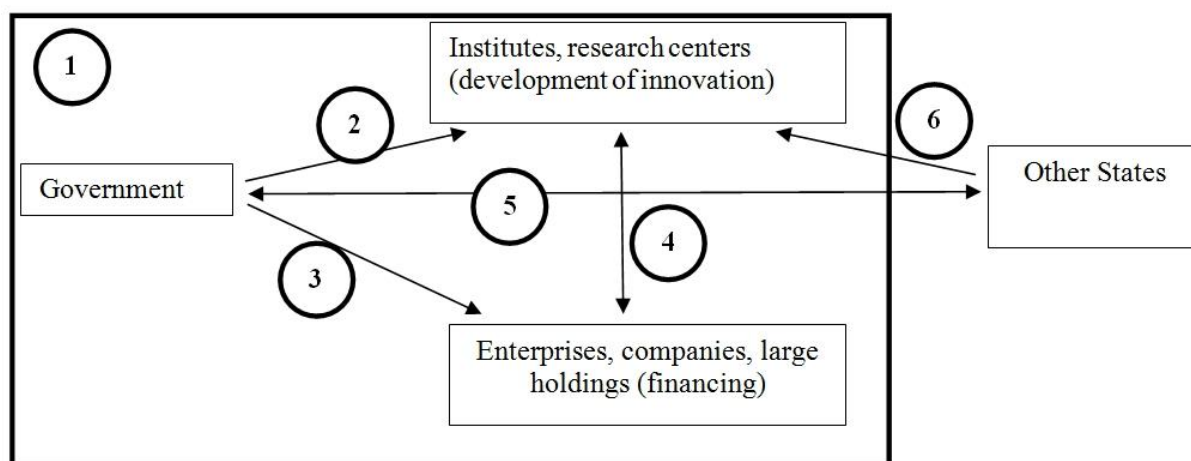 1
Institutes, research centers
(development of innovation)
2
6
Government
Other States
5
4
3
Enterprises, companies, large
holdings (financing)